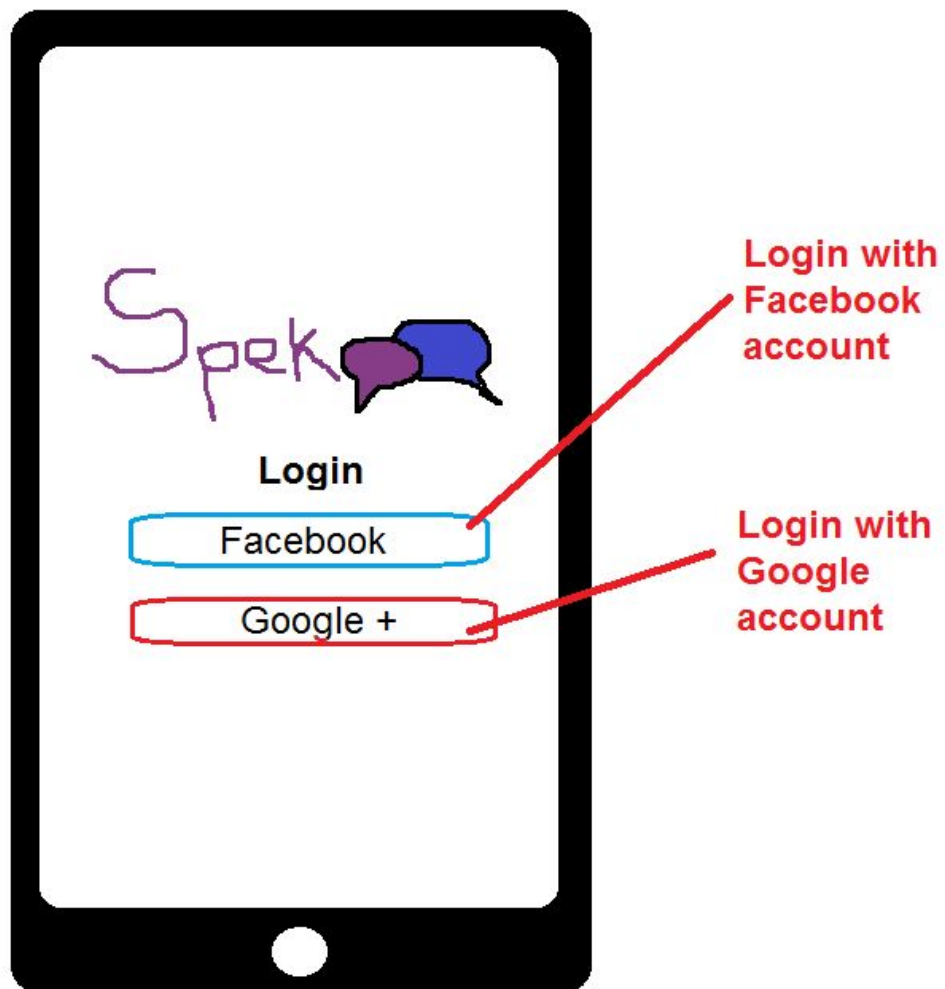 Spek
Login
Facebook
Google +
Login with
Facebook
account
Login with
Google
account